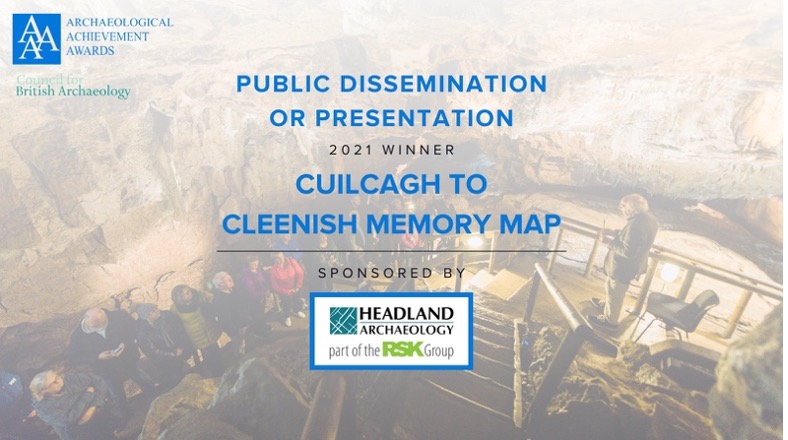 ARCHAEOLOGICAL
ACHIEVEMENT
AWARDS
AAAA
Council for
British Archaeology
PUBLIC DISSEMINATION
OR PRESENTATION
2021 WINNER
CUILCAGH TO
CLEENISH MEMORY MAP
SPONSORED BY
HEADLAND
ARCHAEOLOGY
part of the RSK Group